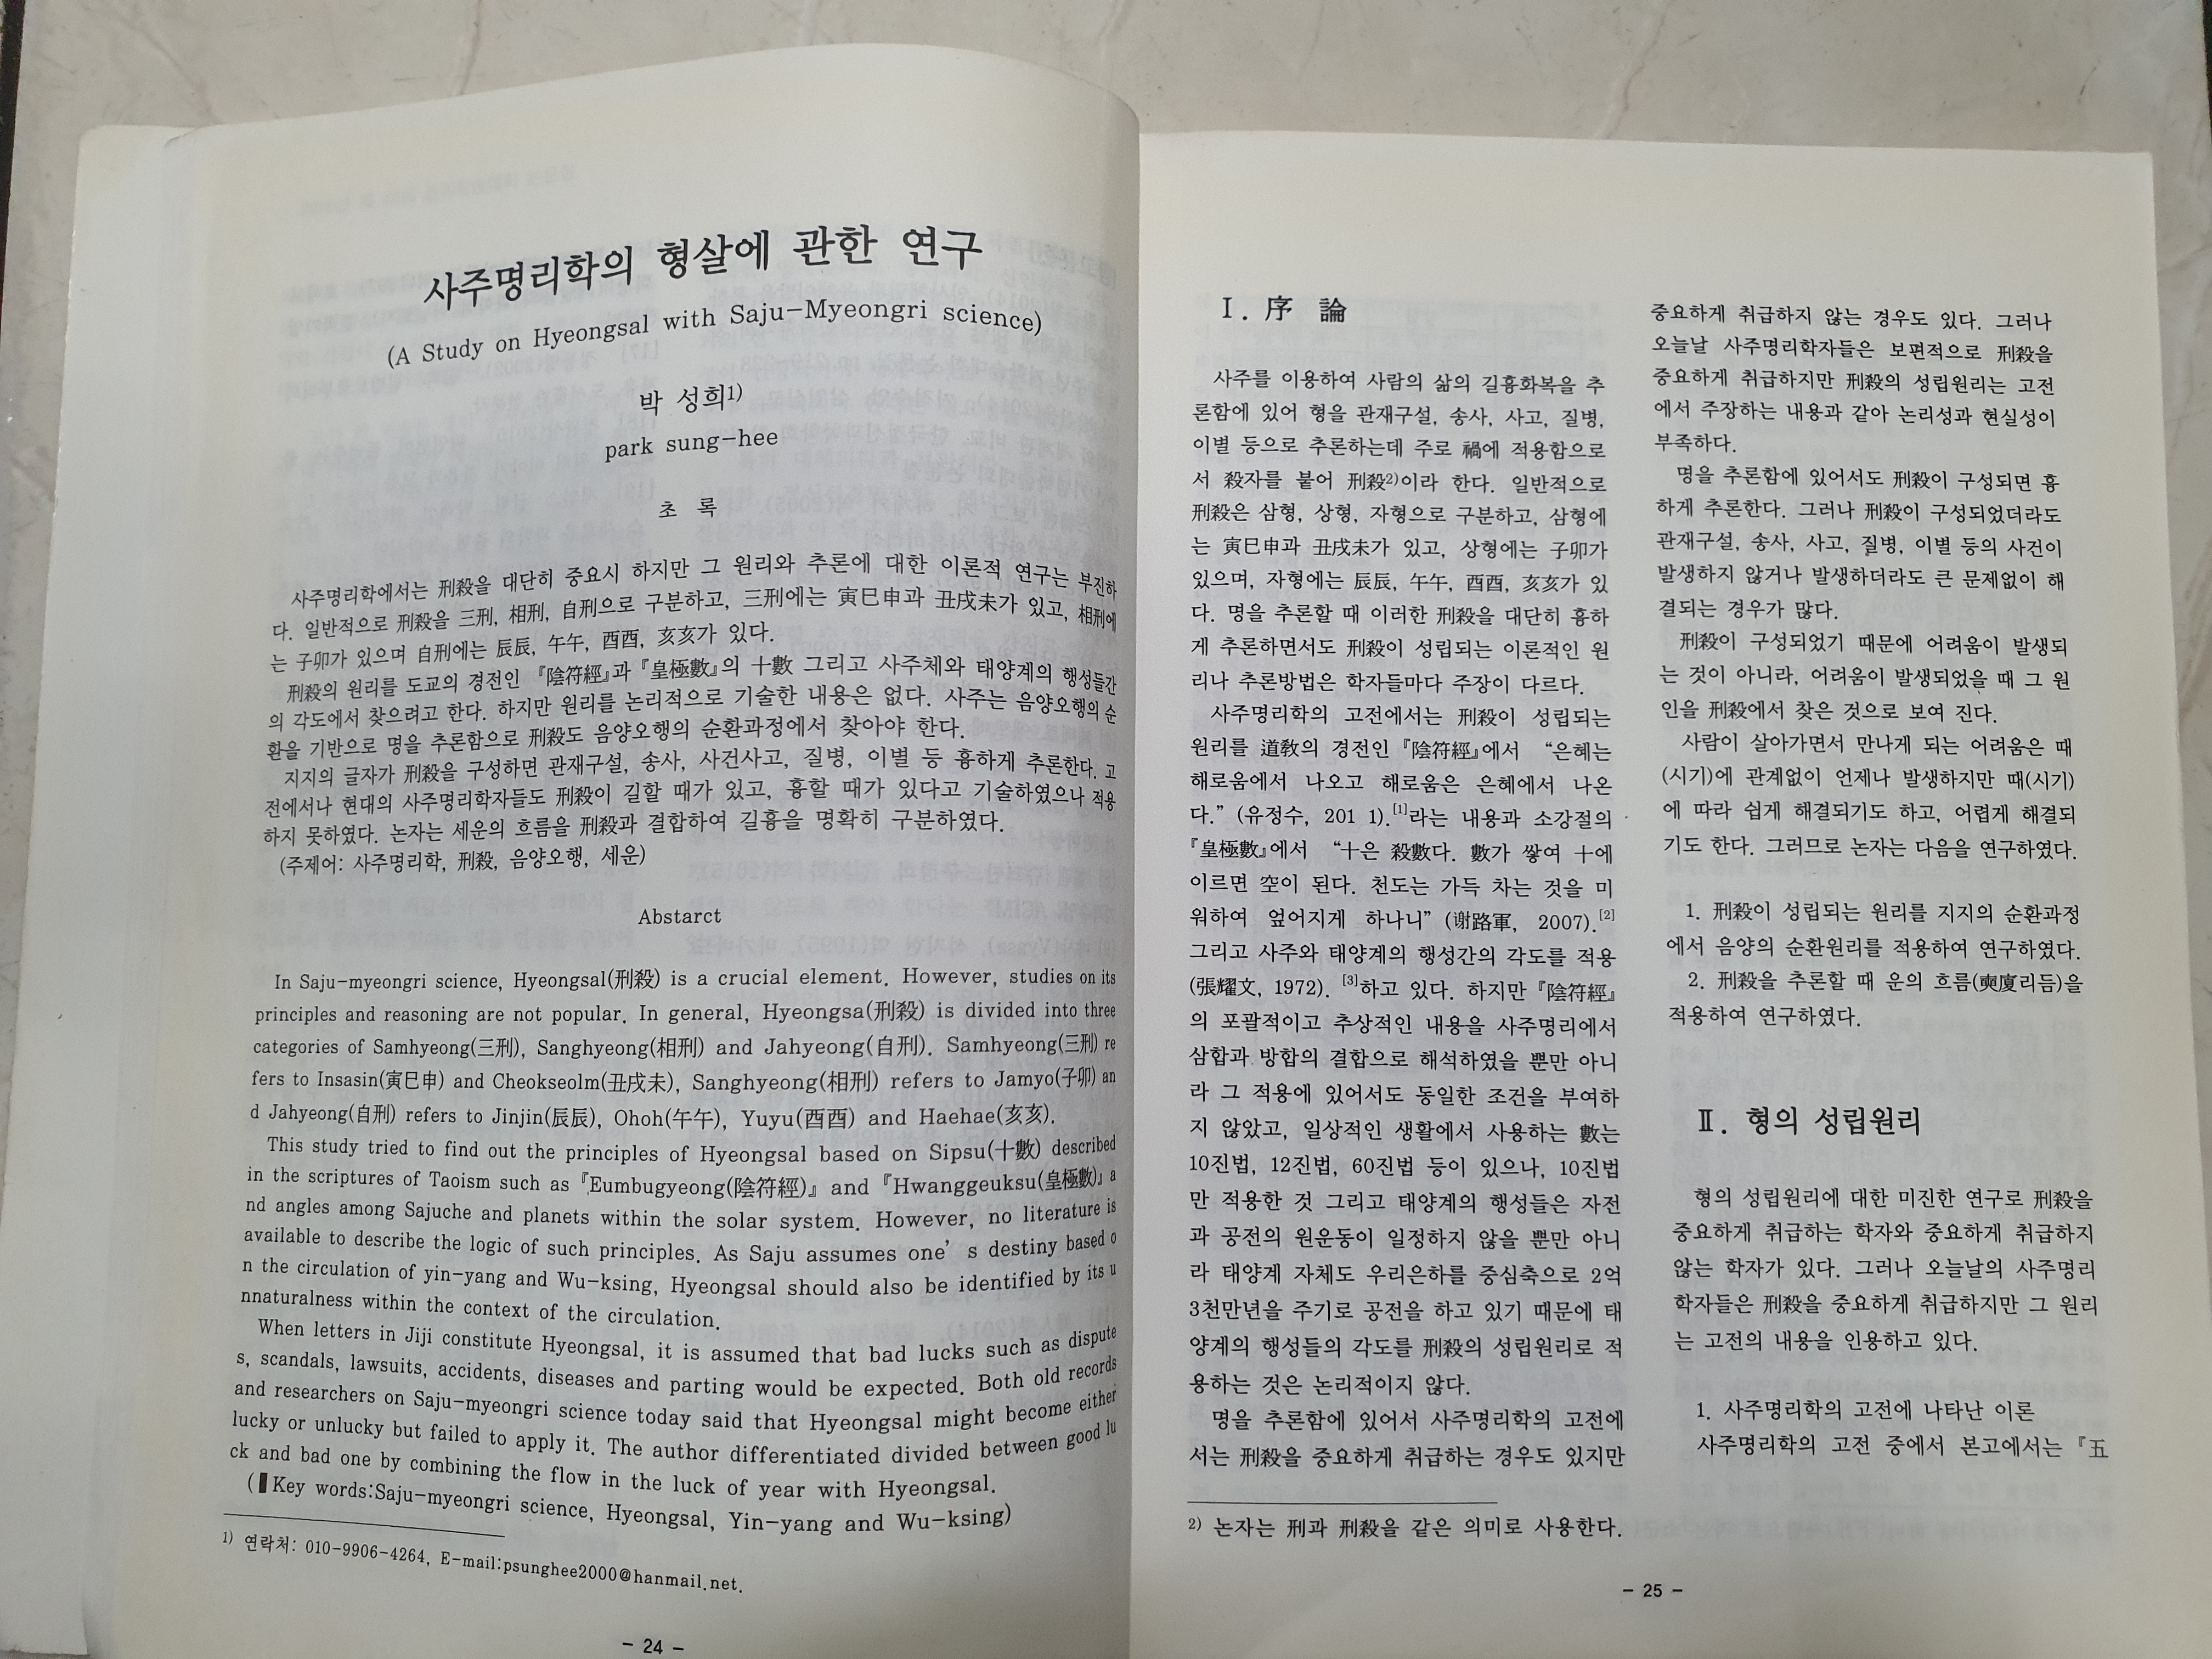 사주명리학의 형살에 관한 연구
(A Study on Hyeongsal with Saju-Myeongri science)
박 성희1)
park sung-hee
초 록
사주명리학에서는 刑殺을 대단히 중요시 하지만 그 원리와 추론에 대한 이론적 연구는 부진하
다. 일반적으로 刑殺을 三刑, 相刑, 自刑으로 구분하고, 三刑에는 寅巳申과 丑戌未가 있고, 相刑에
는 子卯가 있으며 自刑에는 辰辰, 午午, 酉酉, 亥亥가 있다.
刑殺의 원리를 도교의 경전인 『陰符經』과 『皇極數』의 十數 그리고 사주체와 태양계의 행성들간
의 각도에서 찾으려고 한다. 하지만 원리를 논리적으로 기술한 내용은 없다. 사주는 음양오행의 순
환을 기반으로 명을 추론함으로 刑殺도 음양오행의 순환과정에서 찾아야 한다.
지지의 글자가 刑殺을 구성하면 관재구설, 송사, 사건사고, 질병, 이별 등 흉하게 추론한다. 고
전에서나 현대의 사주명리학자들도 刑殺이 길할 때가 있고, 흉할 때가 있다고 기술하였으나 적용
하지 못하였다. 논자는 세운의 흐름을 刑殺과 결합하여 길흉을 명확히 구분하였다.
(주제어: 사주명리학, 刑殺, 음양오행, 세운)
Abstarct
In Saju-myeongri science, Hyeongsal(刑殺) is a crucial element. However, studies on its
principles and reasoning are not popular. In general, Hyeongsa(刑殺) is divided into three
categories of Samhyeong(三刑), Sanghyeong(相刑) and Jahyeong(自刑). Samhyeong(三刑) re
fers to Insasin(寅巳申) and Cheokseolm(丑戌未), Sanghyeong(相刑) refers to Jamyo(子卯) an
d Jahyeong(自刑) refers to Jinjin(辰辰), Ohoh(午午), Yuyu(酉酉) and Haehae(亥亥).
This study tried to find out the principles of Hyeongsal based on Sipsu(十數) described
in the scriptures of Taoism such as 『Eumbugyeong(陰符經)』 and 『Hwanggeuksu(皇極數)』 a
nd angles among Sajuche and planets within the solar system. However, no literature is
available to describe the logic of such principles. As Saju assumes one's destiny based o
n the circulation of yin-yang and Wu-ksing, Hyeongsal should also be identified by its u
nnaturalness within the context of the circulation.
When letters in Jiji constitute Hyeongsal, it is assumed that bad lucks such as dispute
s, scandals, lawsuits, accidents, diseases and parting would be expected. Both old records
and researchers on Saju-myeongri science today said that Hyeongsal might become either
lucky or unlucky but failed to apply it. The author differentiated divided between good lu
ck and bad one by combining the flow in the luck of year with Hyeongsal.
(▌Key words:Saju-myeongri science, Hyeongsal, Yin-yang and Wu-ksing)
1) 연락처: 010-9906-4264, E-mail:psunghee2000@hanmail.net.
- 24 -
Ⅰ. 序 論
사주를 이용하여 사람의 삶의 길흉화복을 추
론함에 있어 형을 관재구설, 송사, 사고, 질병,
이별 등으로 추론하는데 주로 禍에 적용함으로
서 殺자를 붙어 刑殺2)이라 한다. 일반적으로
刑殺은 삼형, 상형, 자형으로 구분하고, 삼형에
는 寅巳申과 丑戌未가 있고, 상형에는 子卯가
있으며, 자형에는 辰辰, 午午, 酉酉, 亥亥가 있
다. 명을 추론할 때 이러한 刑殺을 대단히 흉하
게 추론하면서도 刑殺이 성립되는 이론적인 원
리나 추론방법은 학자들마다 주장이 다르다.
사주명리학의 고전에서는 刑殺이 성립되는
원리를 道敎의 경전인 『陰符經』에서 “은혜는
해로움에서 나오고 해로움은 은혜에서 나온
다.” (유정수, 201 1).[1]라는 내용과 소강절의
『皇極數』에서 “十은 殺數다. 數가 쌓여 十에
이르면 空이 된다. 천도는 가득 차는 것을 미
워하여 엎어지게 하나니” (谢路軍, 2007).[2]
그리고 사주와 태양계의 행성간의 각도를 적용
(張耀文, 1972). [3]하고 있다. 하지만 『陰符經』
의 포괄적이고 추상적인 내용을 사주명리에서
삼합과 방합의 결합으로 해석하였을 뿐만 아니
라 그 적용에 있어서도 동일한 조건을 부여하
지 않았고, 일상적인 생활에서 사용하는 數는
10진법, 12진법, 60진법 등이 있으나, 10진법
만 적용한 것 그리고 태양계의 행성들은 자전
과 공전의 원운동이 일정하지 않을 뿐만 아니
라 태양계 자체도 우리은하를 중심축으로 2억
3천만년을 주기로 공전을 하고 있기 때문에 태
양계의 행성들의 각도를 刑殺의 성립원리로 적
용하는 것은 논리적이지 않다.
명을 추론함에 있어서 사주명리학의 고전에
서는 刑殺을 중요하게 취급하는 경우도 있지만
2) 논자는 刑과 刑殺을 같은 의미로 사용한다.
중요하게 취급하지 않는 경우도 있다. 그러나
오늘날 사주명리학자들은 보편적으로 刑殺을
중요하게 취급하지만 刑殺의 성립원리는 고전
에서 주장하는 내용과 같아 논리성과 현실성이
부족하다.
명을 추론함에 있어서도 刑殺이 구성되면 흉
하게 추론한다. 그러나 刑殺이 구성되었더라도
관재구설, 송사, 사고, 질병, 이별 등의 사건이
발생하지 않거나 발생하더라도 큰 문제없이 해
결되는 경우가 많다.
刑殺이 구성되었기 때문에 어려움이 발생되
는 것이 아니라, 어려움이 발생되었을 때 그 원
인을 刑殺에서 찾은 것으로 보여 진다.
사람이 살아가면서 만나게 되는 어려움은 때
(시기)에 관계없이 언제나 발생하지만 때(시기)
에 따라 쉽게 해결되기도 하고, 어렵게 해결되
기도 한다. 그러므로 논자는 다음을 연구하였다.
1. 刑殺이 성립되는 원리를 지지의 순환과정
에서 음양의 순환원리를 적용하여 연구하였다.
2. 刑殺을 추론할 때 운의 흐름(奭廈리듬)을
적용하여 연구하였다.
Ⅱ. 형의 성립원리
형의 성립원리에 대한 미진한 연구로 刑殺을
중요하게 취급하는 학자와 중요하게 취급하지
않는 학자가 있다. 그러나 오늘날의 사주명리
학자들은 刑殺을 중요하게 취급하지만 그 원리
는 고전의 내용을 인용하고 있다.
1. 사주명리학의 고전에 나타난 이론
사주명리학의 고전 중에서 본고에서는 『五
- 25 -